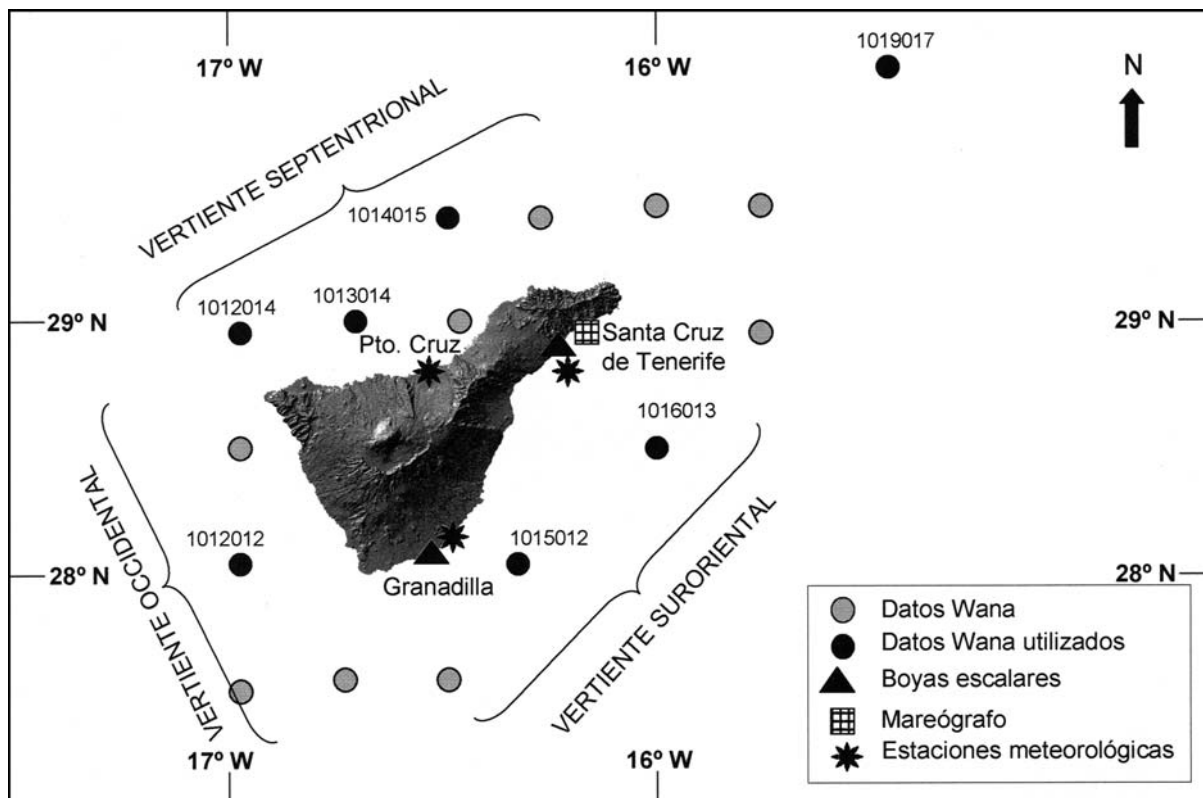 17º W
16º W
1019017
N
VERTIENTE SEPTENTRIONAL
1014015
1012014
1013014
29º N
29º N
Pto. Cruz
Santa Cruz
de Tenerife
1016013
VERTIENTE OCCIDENTAL
1012012
1015012
28º N
28º N
Granadilla
VERTIENTE SURORIENTAL
17º W
16º W
Datos Wana
Datos Wana utilizados
Boyas escalares
Mareógrafo
Estaciones meteorológicas